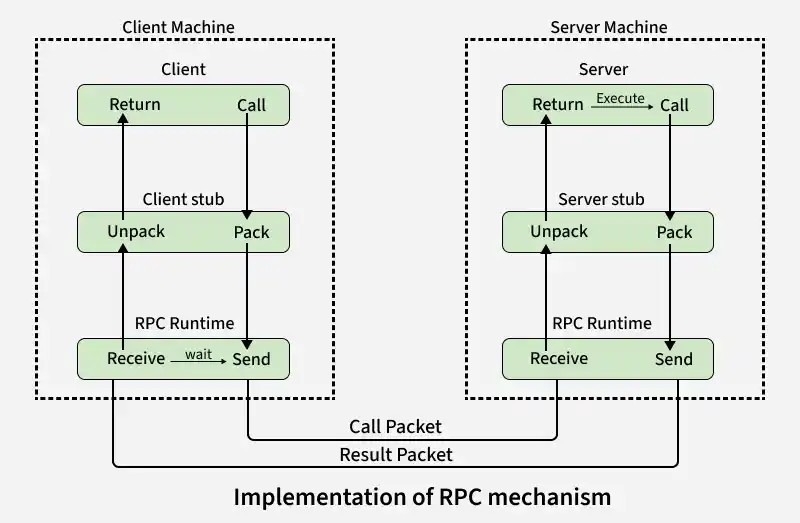 Client Machine
Server Machine
Client
Server
Return Call
Return Execute Call
Client stub
Server stub
Unpack Pack
Unpack Pack
RPC Runtime
RPC Runtime
Receive wait Send
Receive Send
Call Packet
Result Packet
Implementation of RPC mechanism